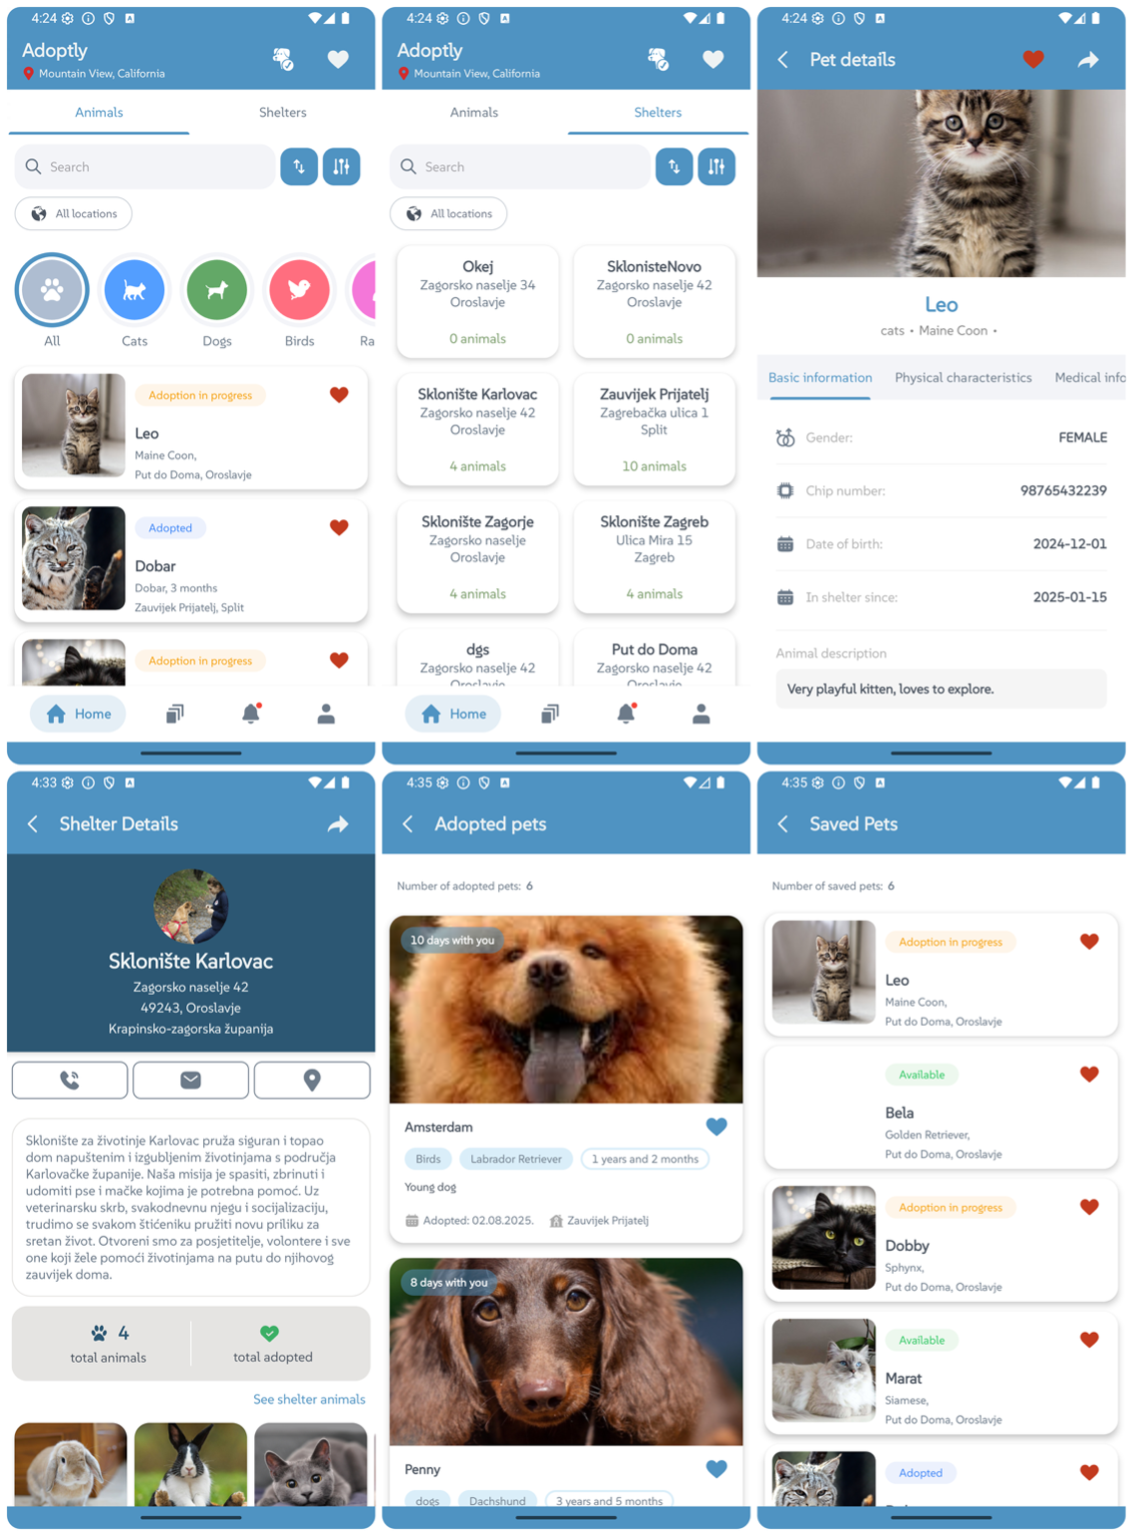 4:24
Adoptly
Mountain View, California
Animals
Shelters
Search
All locations
All
Cats
Dogs
Birds
Ra
Adoption in progress
Leo
Maine Coon,
Put do Doma, Oroslavje
Adopted
Dobar
Dobar, 3 months
Zauvijek Prijatelj, Split
Adoption in progress
Home
4:24
Adoptly
Mountain View, California
Animals
Shelters
Search
All locations
Okej
Zagorsko naselje 34
Oroslavje
0 animals
SklonisteNovo
Zagorsko naselje 42
Oroslavje
0 animals
Sklonište Karlovac
Zagorsko naselje 42
Oroslavje
4 animals
Zauvijek Prijatelj
Zagrebačka ulica 1
Split
10 animals
Sklonište Zagorje
Zagorsko naselje
Oroslavje
4 animals
Sklonište Zagreb
Ulica Mira 15
Zagreb
4 animals
dgs
Zagorsko naselje 42
Oroslavje
Put do Doma
Zagorsko naselje 42
Oroslavje
Home
4:24
Pet details
Leo
cats • Maine Coon •
Basic information
Physical characteristics
Medical info
Gender: FEMALE
Chip number: 98765432239
Date of birth: 2024-12-01
In shelter since: 2025-01-15
Animal description
Very playful kitten, loves to explore.
4:33
Shelter Details
Sklonište Karlovac
Zagorsko naselje 42
49243, Oroslavje
Krapinsko-zagorska županija
Sklonište za životinje Karlovac pruža siguran i topao
dom napuštenim i izgubljenim životinjama s područja
Karlovačke županije. Naša misija je spasiti, zbrinuti i
udomiti pse i mačke kojima je potrebna pomoć. Uz
veterinarsku skrb, svakodnevnu njegu i socijalizaciju,
trudimo se svakom štićeniku pružiti novu priliku za
sretan život. Otvoreni smo za posjetitelje, volontere i sve
one koji žele pomoći životinjama na putu do njihovog
zauvijek doma.
4
total animals
total adopted
See shelter animals
4:35
Adopted pets
Number of adopted pets: 6
10 days with you
Amsterdam
Birds
Labrador Retriever
1 years and 2 months
Young dog
Adopted: 02.08.2025.
Zauvijek Prijatelj
8 days with you
Penny
dogs
Dachshund
3 years and 5 months
4:35
Saved Pets
Number of saved pets: 6
Adoption in progress
Leo
Maine Coon,
Put do Doma, Oroslavje
Available
Bela
Golden Retriever,
Put do Doma, Oroslavje
Adoption in progress
Dobby
Sphynx,
Put do Doma, Oroslavje
Available
Marat
Siamese,
Put do Doma, Oroslavje
Adopted